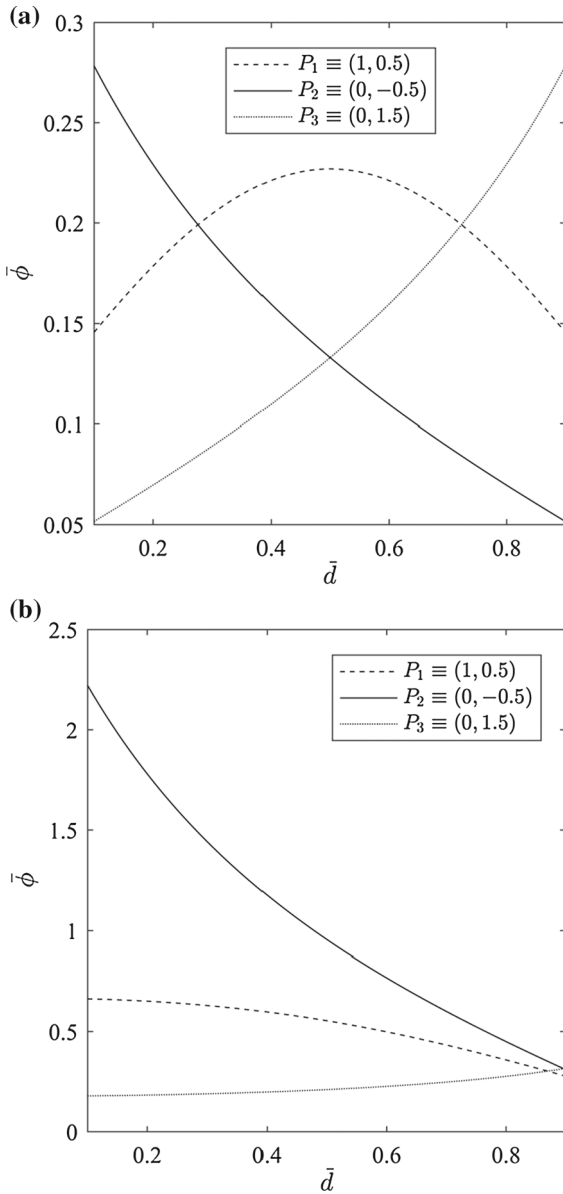 (a)
0.3
0.25
0.2
0.15
0.1
0.05
ϕ̄
P₁ ≡ (1, 0.5)
P₂ ≡ (0, −0.5)
P₃ ≡ (0, 1.5)
0.2 0.4 0.6 0.8
d̄
(b)
2.5
2
1.5
1
0.5
0
ϕ̄
P₁ ≡ (1, 0.5)
P₂ ≡ (0, −0.5)
P₃ ≡ (0, 1.5)
0.2 0.4 0.6 0.8
d̄